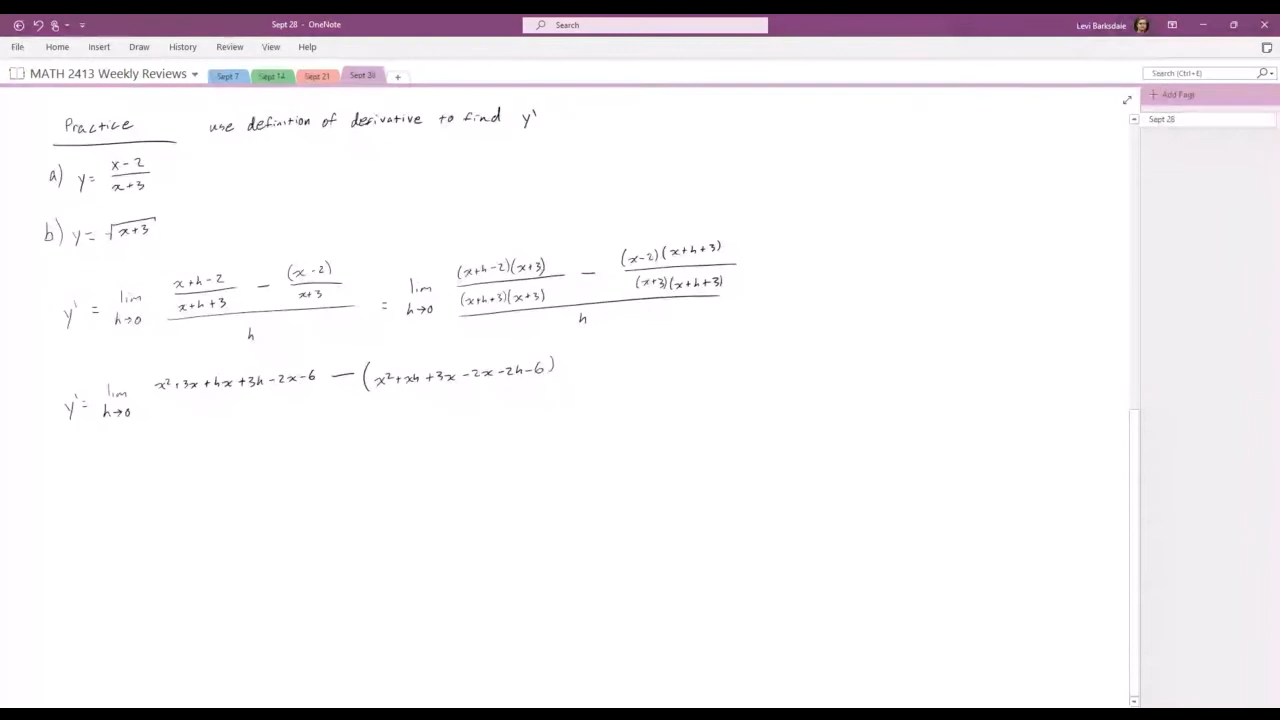 Sept 28 - OneNote
Search
Levi Barksdale
File Home Insert Draw History Review View Help
MATH 2413 Weekly Reviews
Sept 7 Sept 14 Sept 21
Search (Ctrl+E)
Add Page
Sept 28
Practice use definition of derivative to find y'
a) y = (x-2)/(x+3)
b) y = √(x+3)
y' = lim h→0 ((x+h-2)/(x+h+3) - (x-2)/(x+3))/h = lim h→0 ((x+h-2)(x+3)/(x+h+3)(x+3) - (x-2)(x+h+3)/(x+3)(x+h+3))/h
y' = lim h→0 x²+3x+hx+3h-2x-6 - (x²+xh+3x-2x-2h-6)